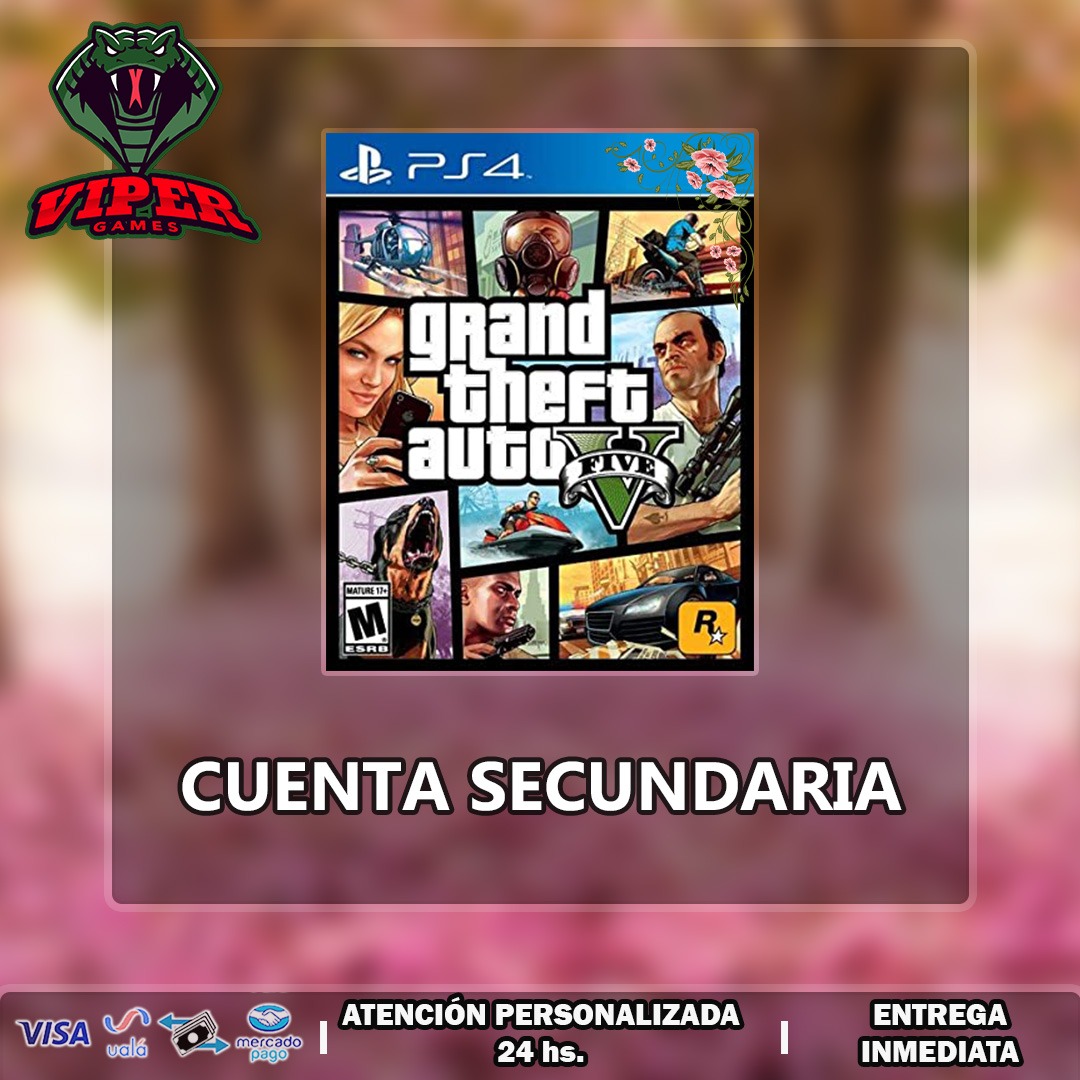 VIPER
GAMES
PS4
grand
theft
auto
FIVE
MATURE 17+
M
ESRB
R
CUENTA SECUNDARIA
VISA
ualá
mercado
pago
ATENCIÓN PERSONALIZADA
24 hs.
ENTREGA
INMEDIATA